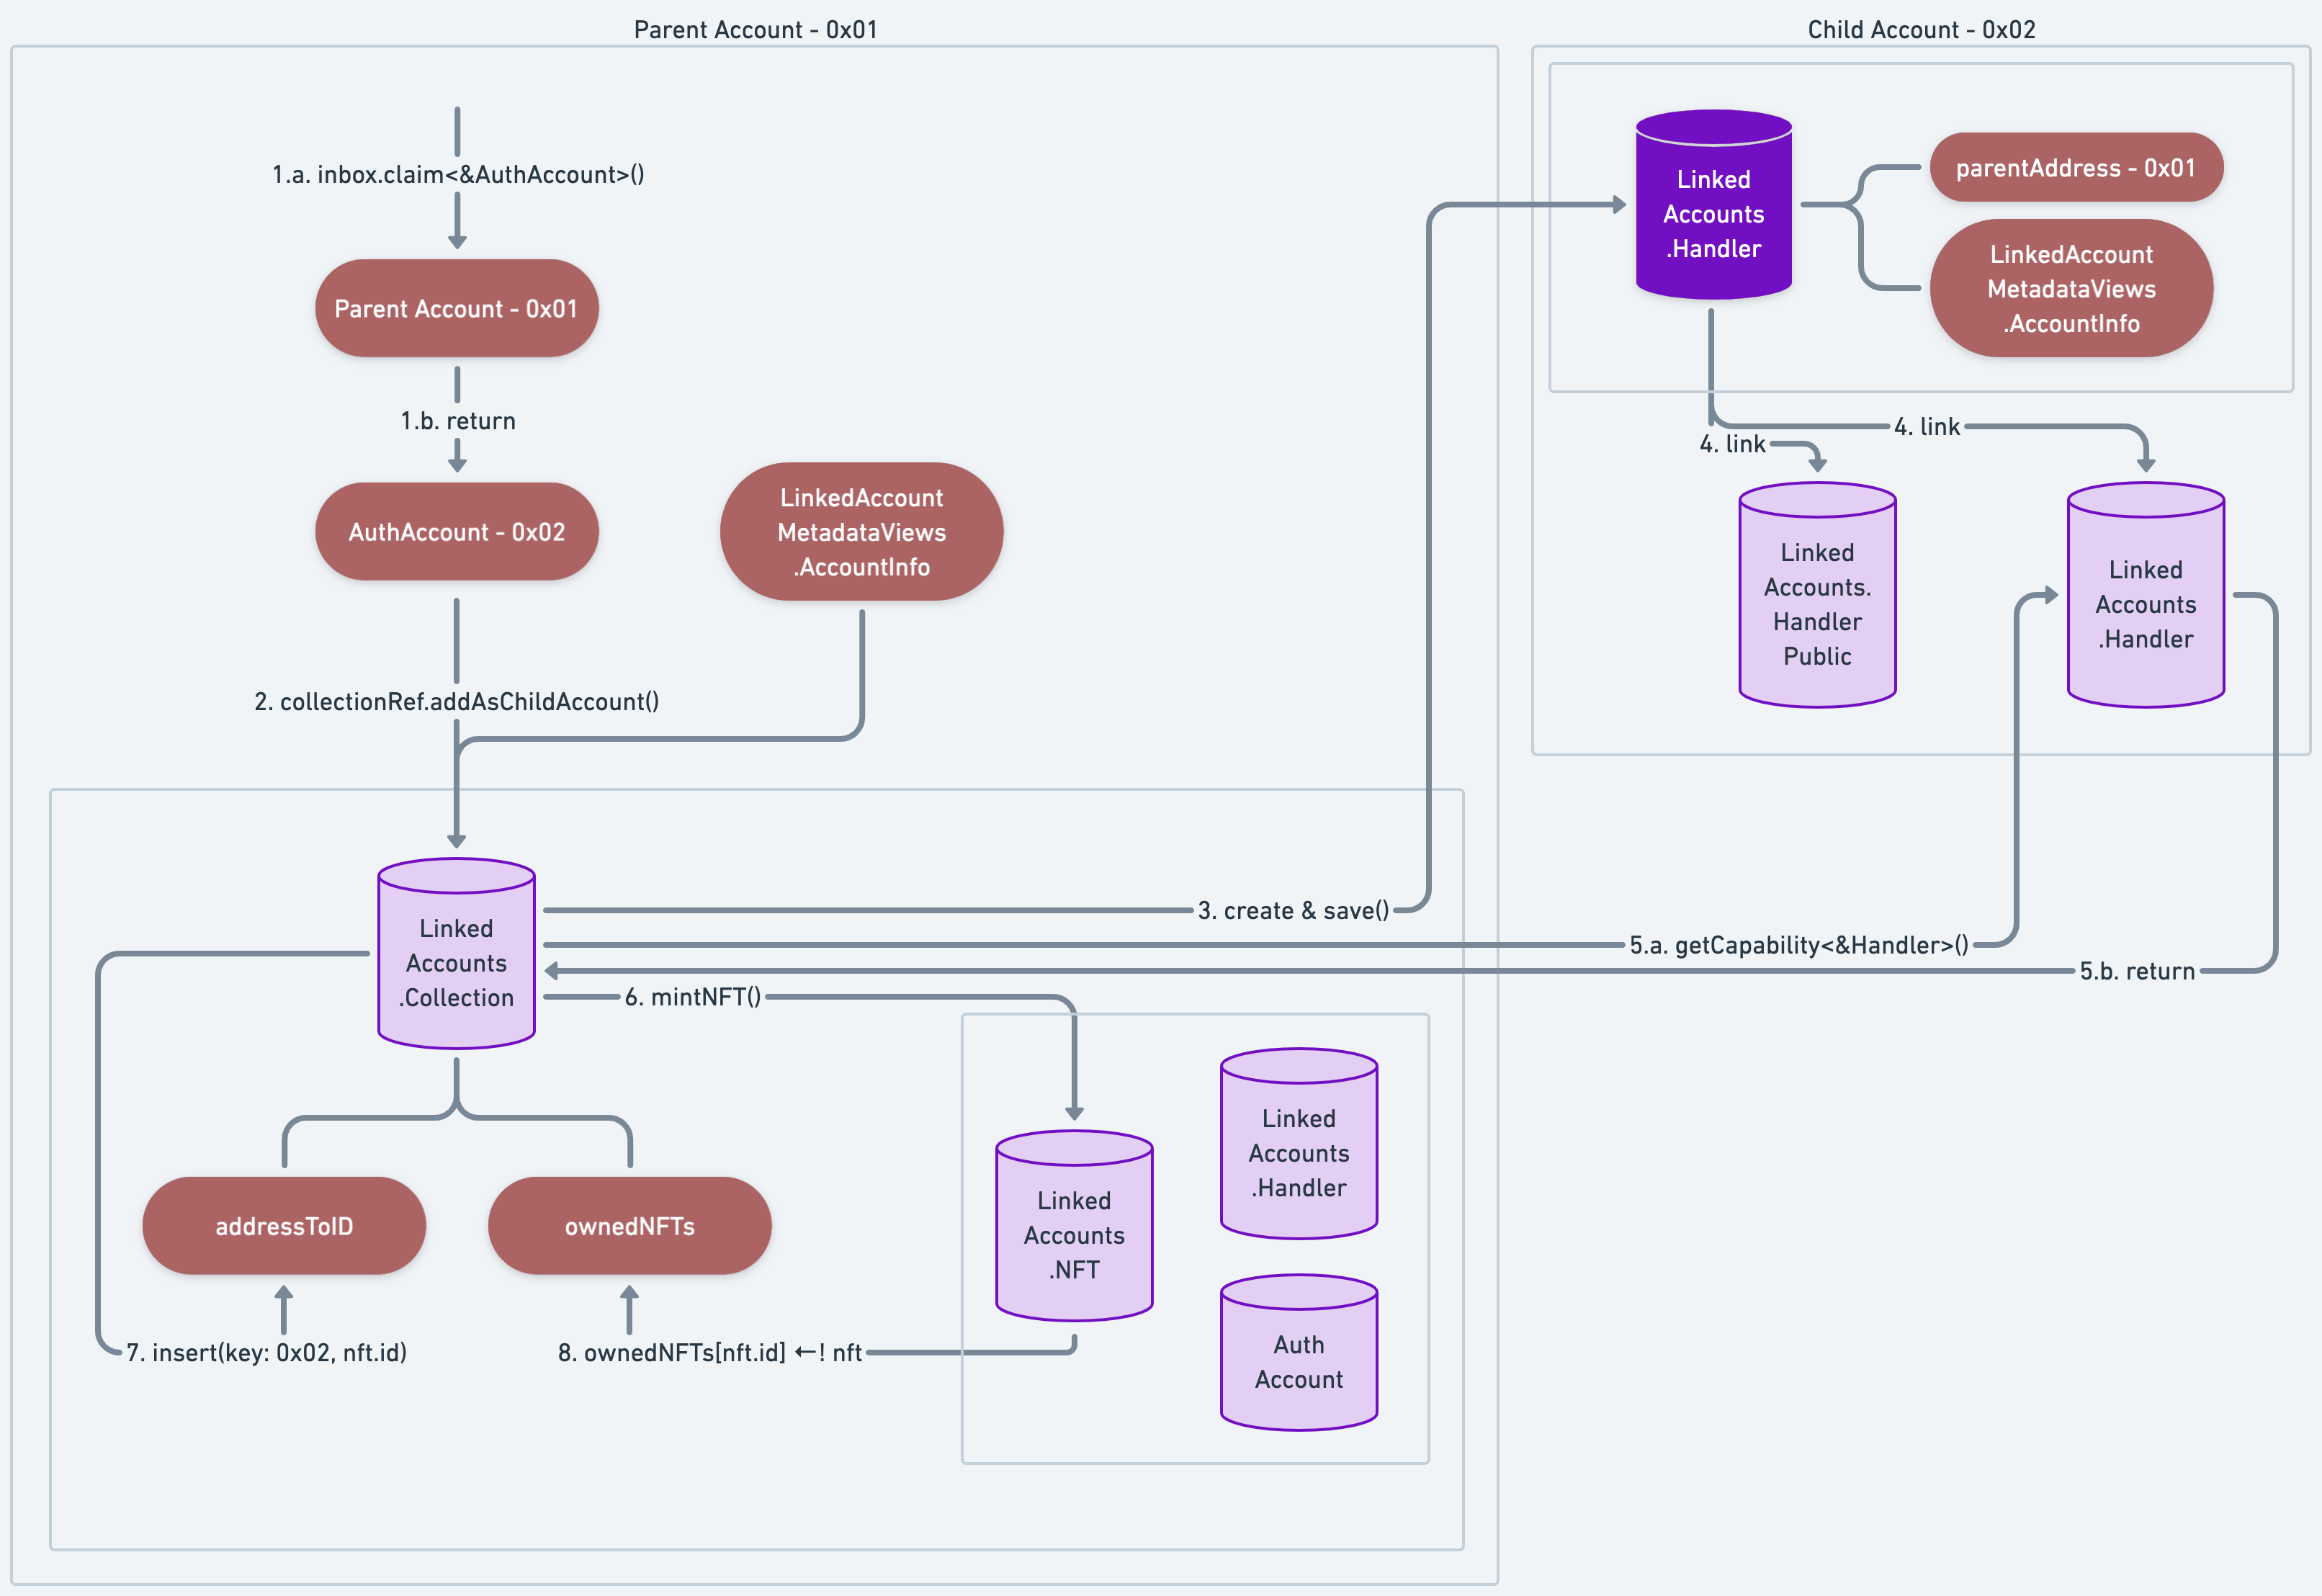 Parent Account - 0x01
1.a. inbox.claim<&AuthAccount>()
Parent Account - 0x01
1.b. return
AuthAccount - 0x02
LinkedAccount
MetadataViews
.AccountInfo
2. collectionRef.addAsChildAccount()
Linked
Accounts
.Collection
3. create & save()
5.a. getCapability<&Handler>()
5.b. return
6. mintNFT()
addressToID
ownedNFTs
7. insert(key: 0x02, nft.id)
8. ownedNFTs[nft.id] ←! nft
Linked
Accounts
.NFT
Linked
Accounts
.Handler
Auth
Account
Child Account - 0x02
Linked
Accounts
.Handler
parentAddress - 0x01
LinkedAccount
MetadataViews
.AccountInfo
4. link
4. link
Linked
Accounts.
Handler
Public
Linked
Accounts
.Handler